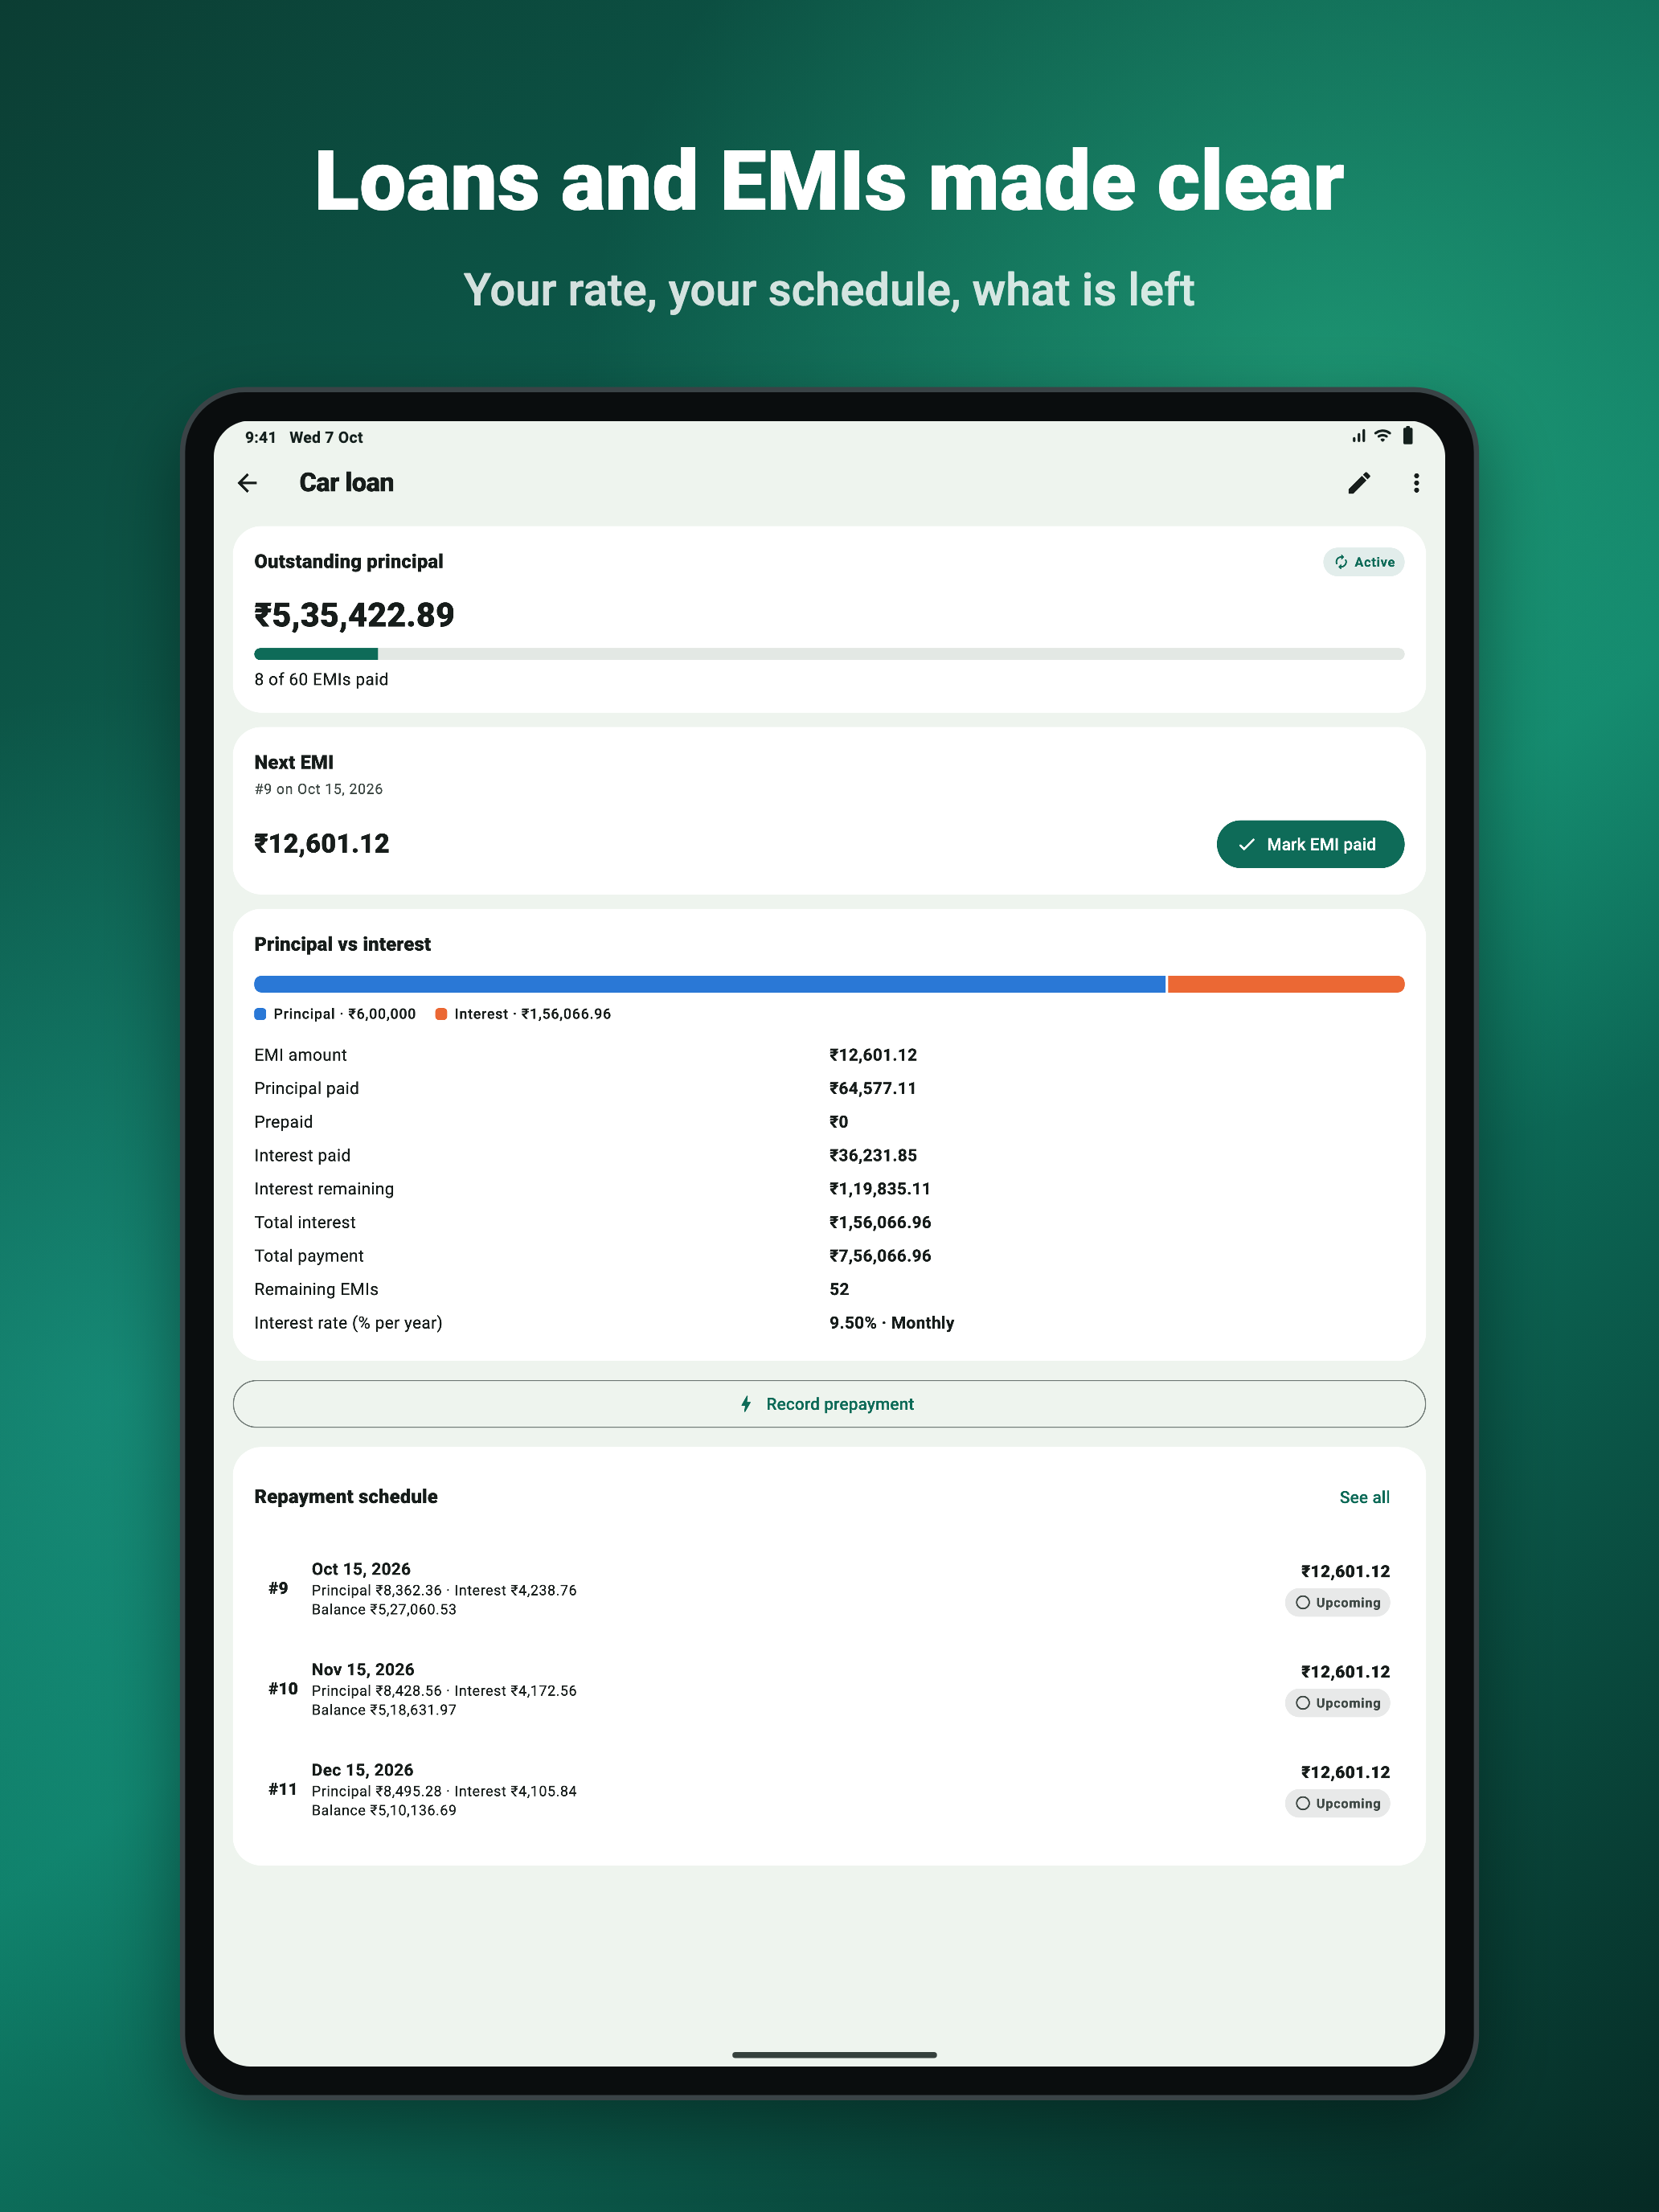 Loans and EMIs made clear
Your rate, your schedule, what is left
9:41 Wed 7 Oct
Car loan
Outstanding principal
Active
₹5,35,422.89
8 of 60 EMIs paid
Next EMI
#9 on Oct 15, 2026
₹12,601.12
Mark EMI paid
Principal vs interest
Principal · ₹6,00,000 Interest · ₹1,56,066.96
EMI amount ₹12,601.12
Principal paid ₹64,577.11
Prepaid ₹0
Interest paid ₹36,231.85
Interest remaining ₹1,19,835.11
Total interest ₹1,56,066.96
Total payment ₹7,56,066.96
Remaining EMIs 52
Interest rate (% per year) 9.50% · Monthly
Record prepayment
Repayment schedule See all
#9
Oct 15, 2026
Principal ₹8,362.36 · Interest ₹4,238.76
Balance ₹5,27,060.53
₹12,601.12
Upcoming
#10
Nov 15, 2026
Principal ₹8,428.56 · Interest ₹4,172.56
Balance ₹5,18,631.97
₹12,601.12
Upcoming
#11
Dec 15, 2026
Principal ₹8,495.28 · Interest ₹4,105.84
Balance ₹5,10,136.69
₹12,601.12
Upcoming